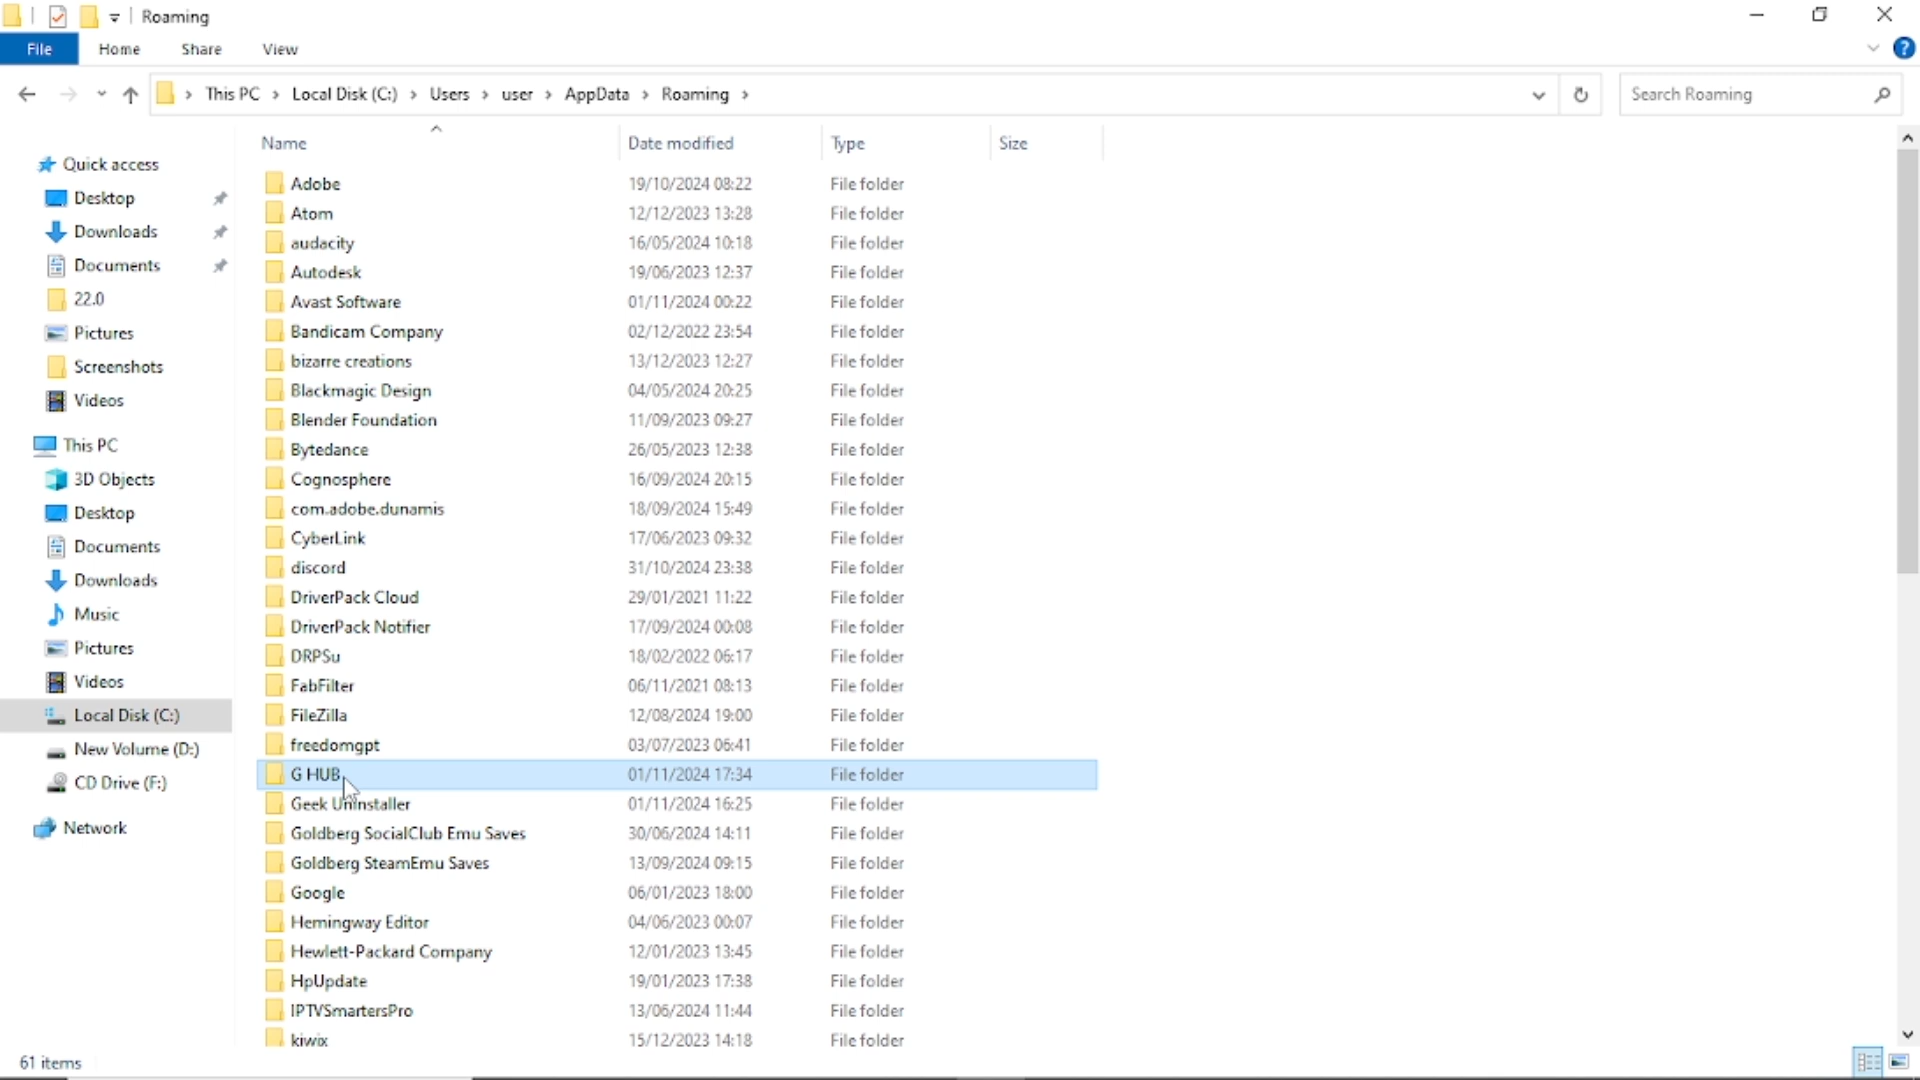 Roaming
File Home Share View
This PC Local Disk (C:) Users user AppData Roaming Search Roaming
Name Date modified Type Size
Quick access
Desktop
Downloads
Documents
22.0
Pictures
Screenshots
Videos
This PC
3D Objects
Desktop
Documents
Downloads
Music
Pictures
Videos
Local Disk (C:)
New Volume (D:)
CD Drive (F:)
Network
Adobe 19/10/2024 08:22 File folder
Atom 12/12/2023 13:28 File folder
audacity 16/05/2024 10:18 File folder
Autodesk 19/06/2023 12:37 File folder
Avast Software 01/11/2024 00:22 File folder
Bandicam Company 02/12/2022 23:54 File folder
bizarre creations 13/12/2023 12:27 File folder
Blackmagic Design 04/05/2024 20:25 File folder
Blender Foundation 11/09/2023 09:27 File folder
Bytedance 26/05/2023 12:38 File folder
Cognosphere 16/09/2024 20:15 File folder
com.adobe.dunamis 18/09/2024 15:49 File folder
CyberLink 17/06/2023 09:32 File folder
discord 31/10/2024 23:38 File folder
DriverPack Cloud 29/01/2021 11:22 File folder
DriverPack Notifier 17/09/2024 00:08 File folder
DRPSu 18/02/2022 06:17 File folder
FabFilter 06/11/2021 08:13 File folder
FileZilla 12/08/2024 19:00 File folder
freedomgpt 03/07/2023 06:41 File folder
G HUB 01/11/2024 17:34 File folder
Geek Uninstaller 01/11/2024 16:25 File folder
Goldberg SocialClub Emu Saves 30/06/2024 14:11 File folder
Goldberg SteamEmu Saves 13/09/2024 09:15 File folder
Google 06/01/2023 18:00 File folder
Hemingway Editor 04/06/2023 00:07 File folder
Hewlett-Packard Company 12/01/2023 13:45 File folder
HpUpdate 19/01/2023 17:38 File folder
IPTVSmartersPro 13/06/2024 11:44 File folder
kiwix 15/12/2023 14:18 File folder
61 items